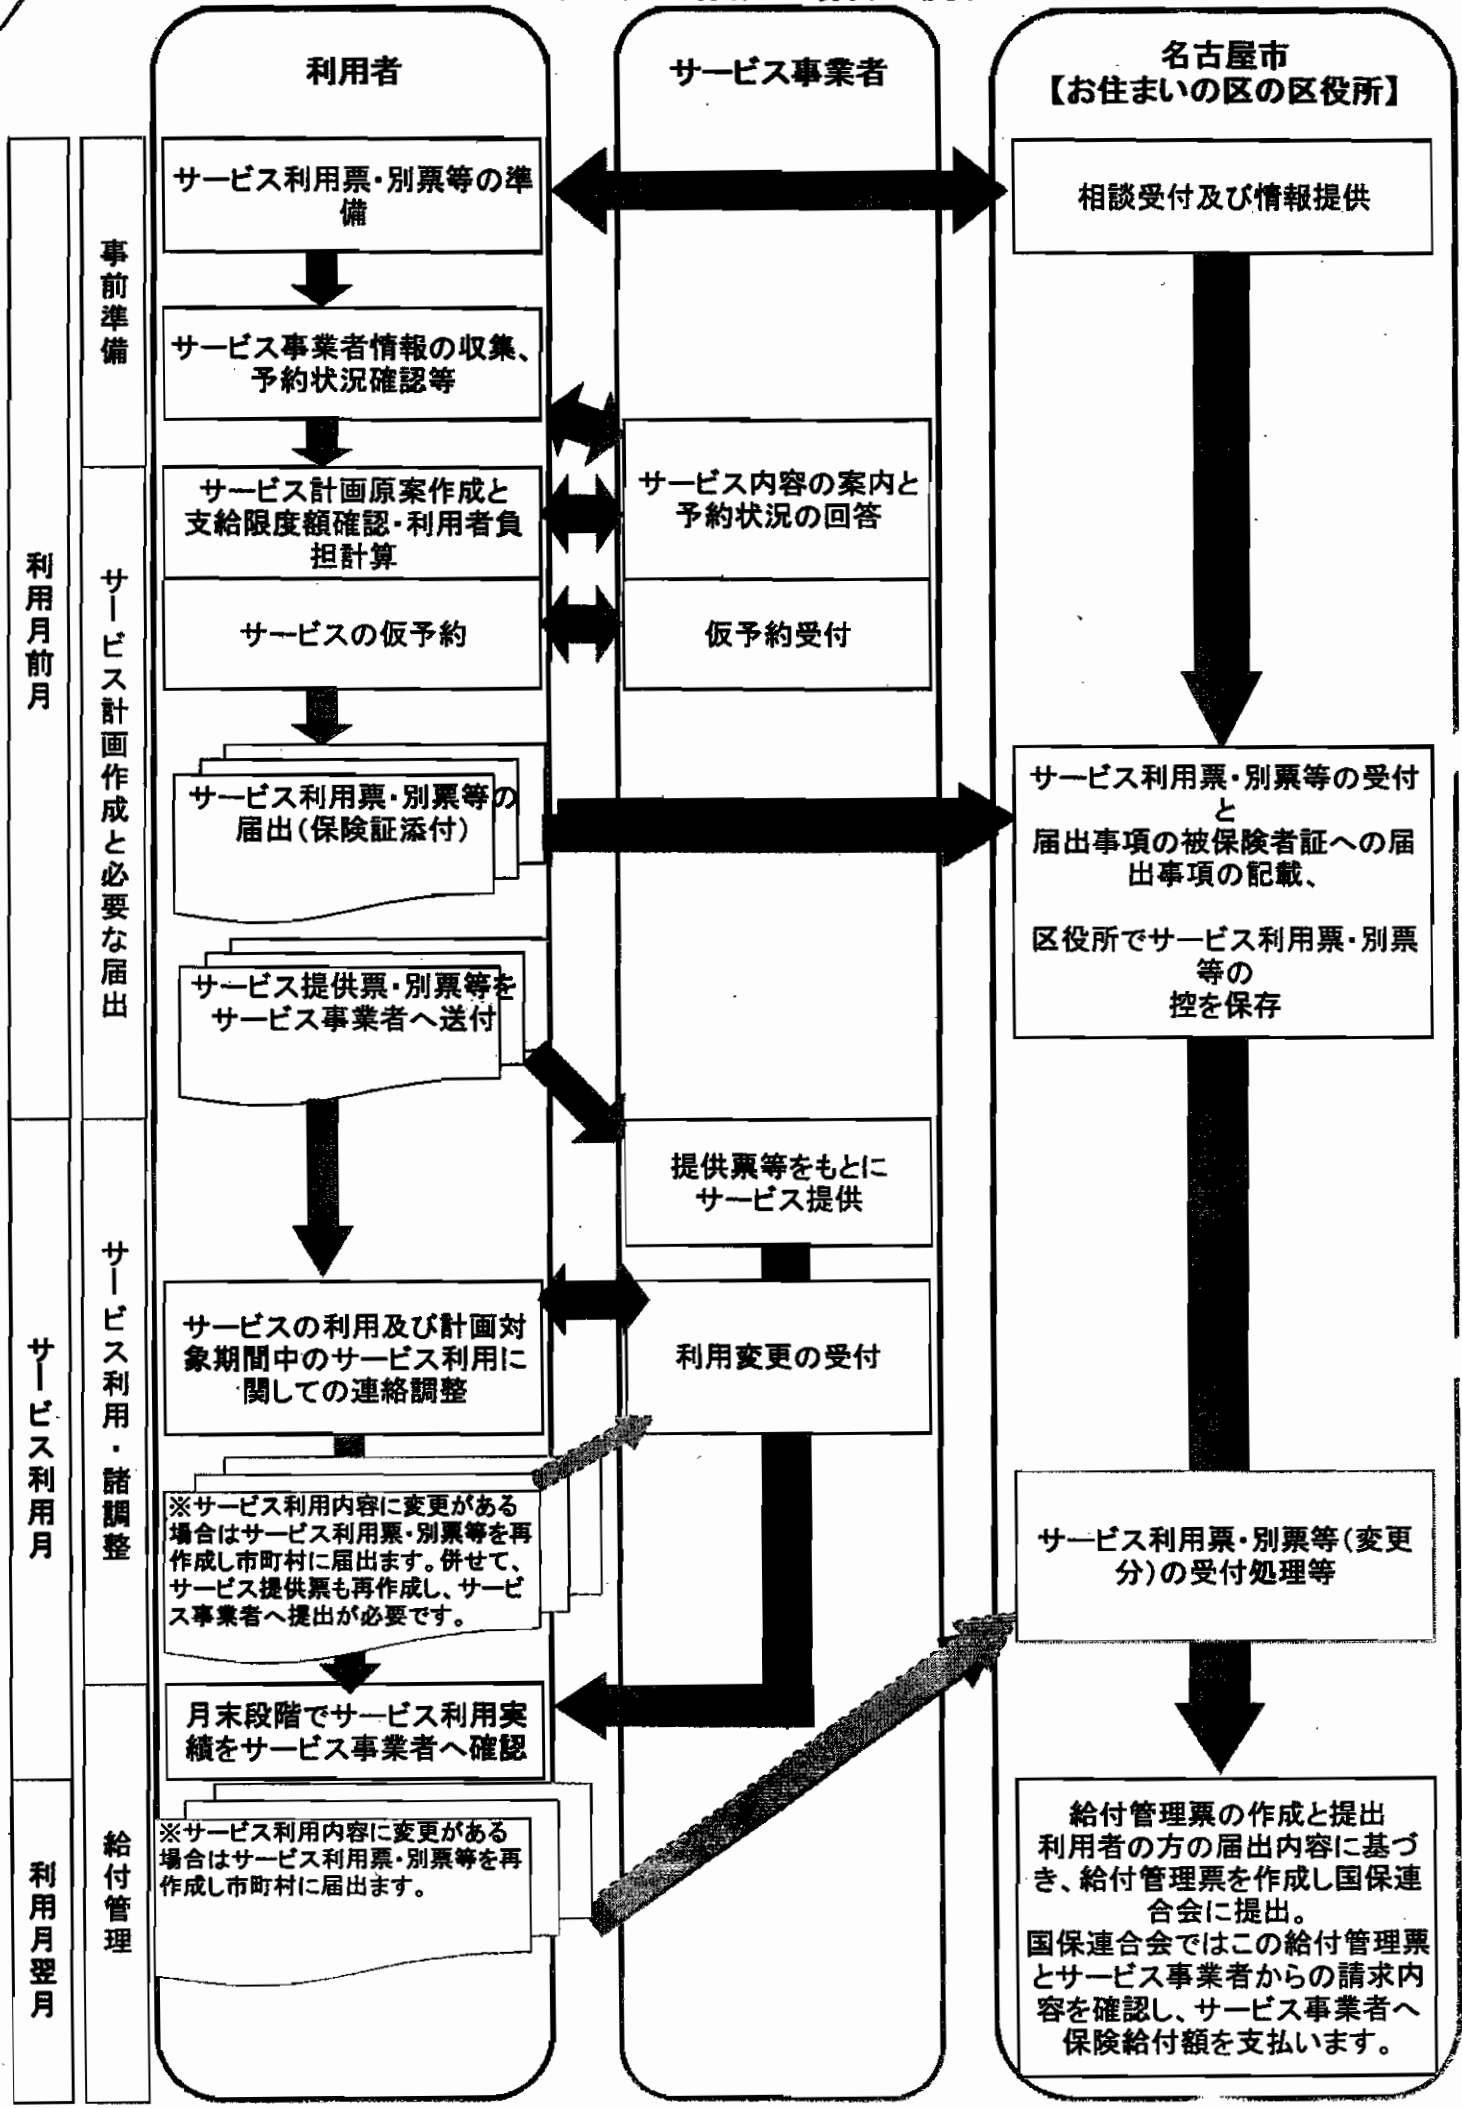 利用者
サービス事業者
名古屋市
【お住まいの区の区役所】
利用月前月
事前準備
サービス利用票・別票等の準
備
相談受付及び情報提供
サービス事業者情報の収集、
予約状況確認等
サービス計画作成と必要な届出
サービス計画原案作成と
支給限度額確認・利用者負
担計算
サービス内容の案内と
予約状況の回答
サービスの仮予約
仮予約受付
サービス利用票・別票等の
届出(保険証添付)
サービス利用票・別票等の受付
と
届出事項の被保険者証への届
出事項の記載、
区役所でサービス利用票・別票
等の
控を保存
サービス提供票・別票等を
サービス事業者へ送付
サービス利用月
サービス利用・諸調整
提供票等をもとに
サービス提供
サービスの利用及び計画対
象期間中のサービス利用に
関しての連絡調整
利用変更の受付
※サービス利用内容に変更がある
場合はサービス利用票・別票等を再
作成し市町村に届出ます。併せて、
サービス提供票も再作成し、サービ
ス事業者へ提出が必要です。
サービス利用票・別票等(変更
分)の受付処理等
給付管理
月末段階でサービス利用実
績をサービス事業者へ確認
利用月翌月
※サービス利用内容に変更がある
場合はサービス利用票・別票等を再
作成し市町村に届出ます。
給付管理票の作成と提出
利用者の方の届出内容に基づ
き、給付管理票を作成し国保連
合会に提出。
国保連合会ではこの給付管理票
とサービス事業者からの請求内
容を確認し、サービス事業者へ
保険給付額を支払います。